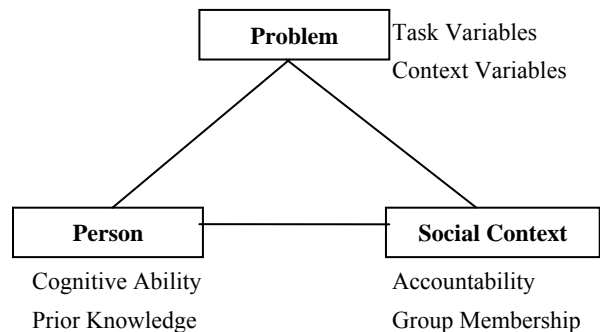 Problem
Task Variables
Context Variables
Person
Social Context
Cognitive Ability
Accountability
Prior Knowledge
Group Membership